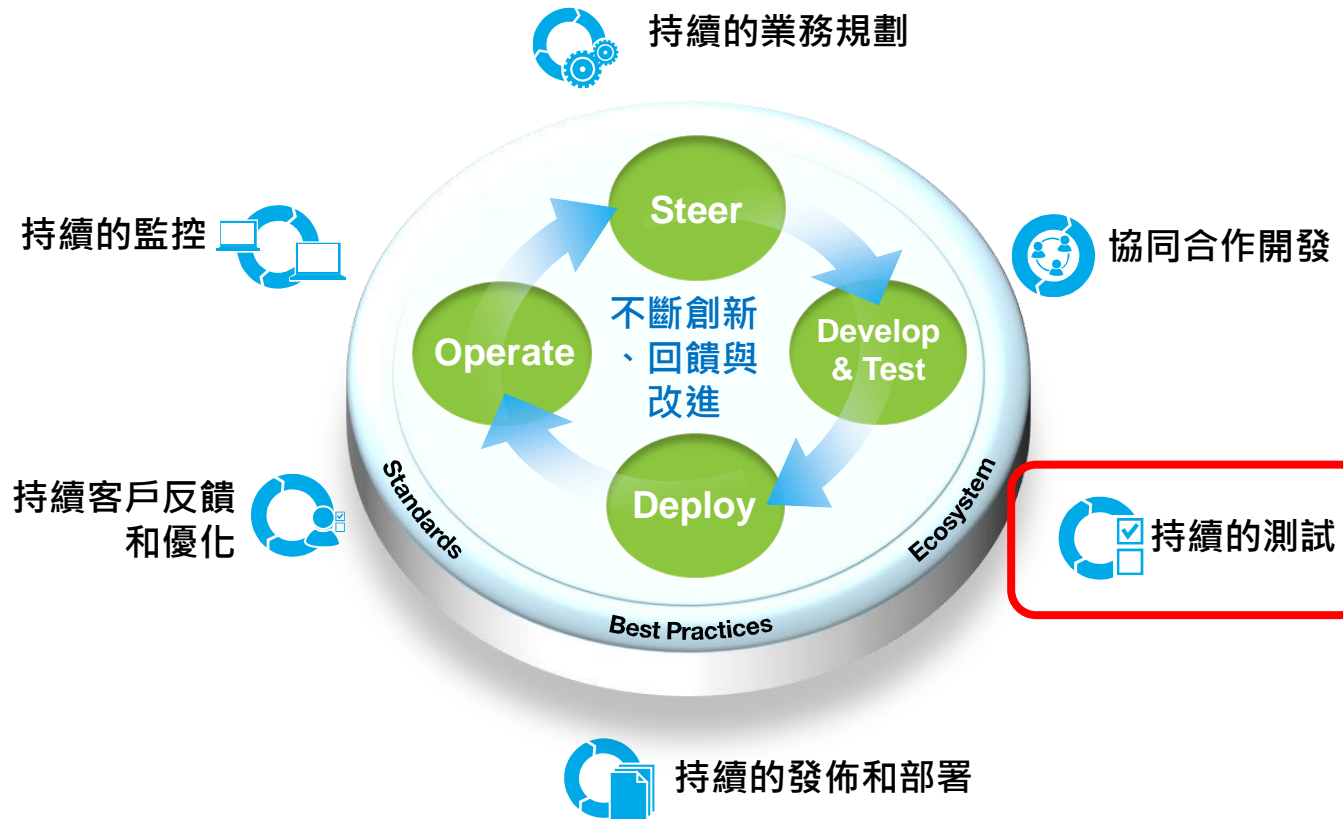 持續的業務規劃
Steer
持續的監控
協同合作開發
不斷創新
、回饋與
改進
Operate
Develop
& Test
持續客戶反饋
和優化
Deploy
持續的測試
Standards
Best Practices
Ecosystem
持續的發佈和部署